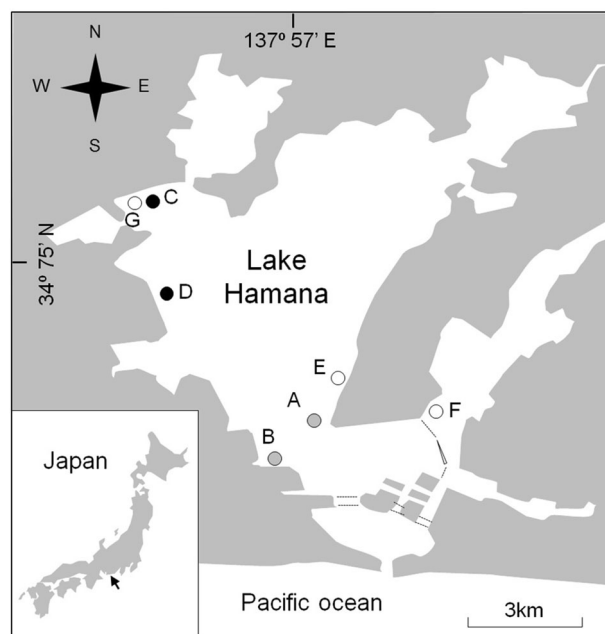 137º 57’ E
N
W E
S
C
G
34º 75’ N
Lake
Hamana
D
E
A
F
B
Japan
Pacific ocean
3km